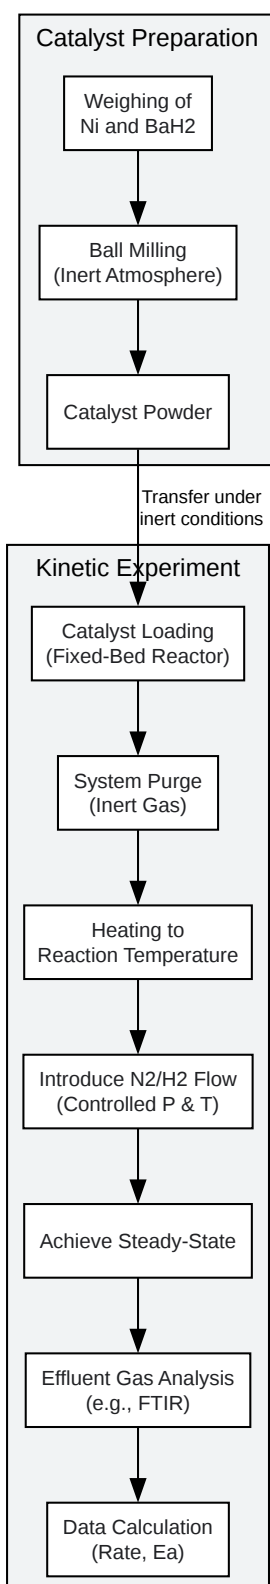 Catalyst Preparation
Weighing of
Ni and BaH2
Ball Milling
(Inert Atmosphere)
Catalyst Powder
Transfer under
inert conditions
Kinetic Experiment
Catalyst Loading
(Fixed-Bed Reactor)
System Purge
(Inert Gas)
Heating to
Reaction Temperature
Introduce N2/H2 Flow
(Controlled P & T)
Achieve Steady-State
Effluent Gas Analysis
(e.g., FTIR)
Data Calculation
(Rate, Ea)